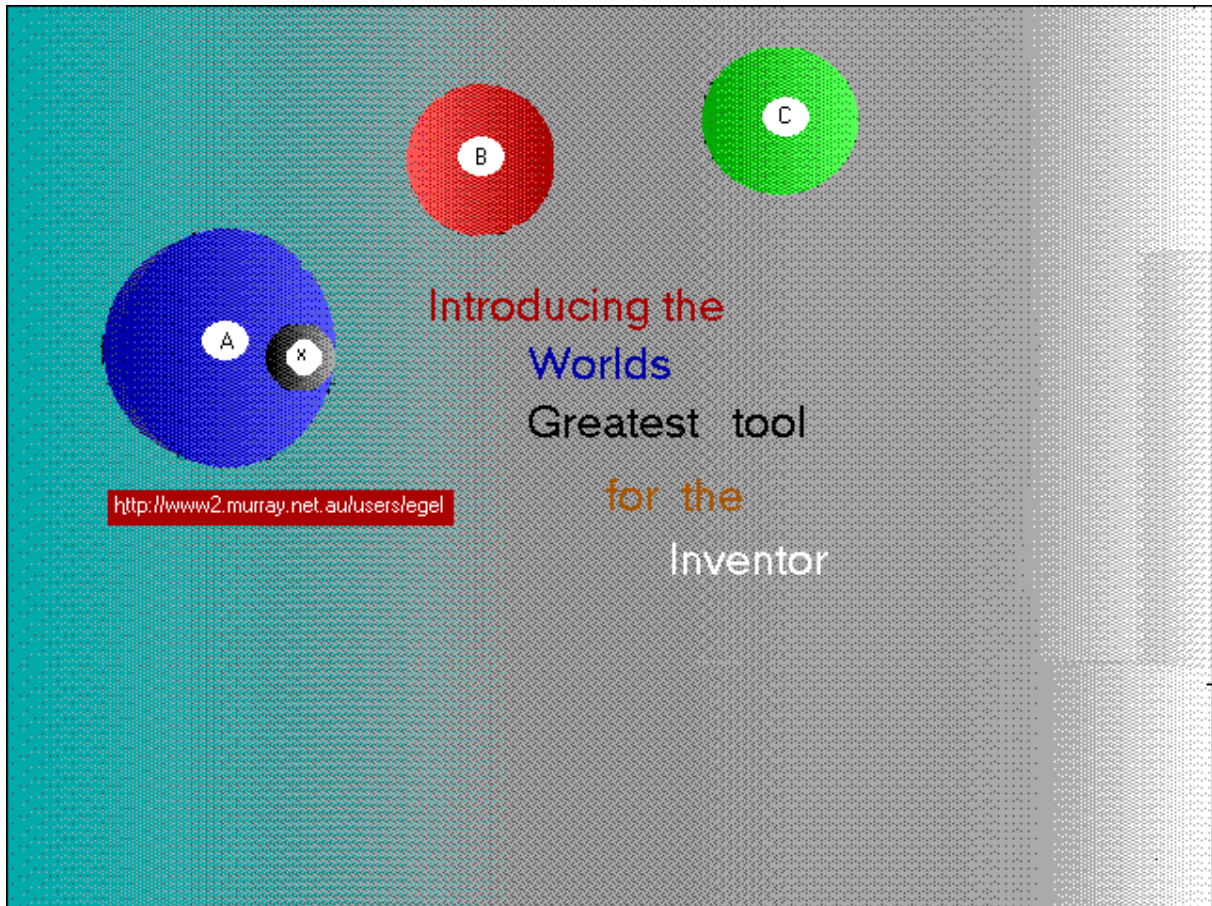 C
B
Introducing the
A
x
Worlds
Greatest tool
http://www2.murray.net.au/users/egel
for the
Inventor